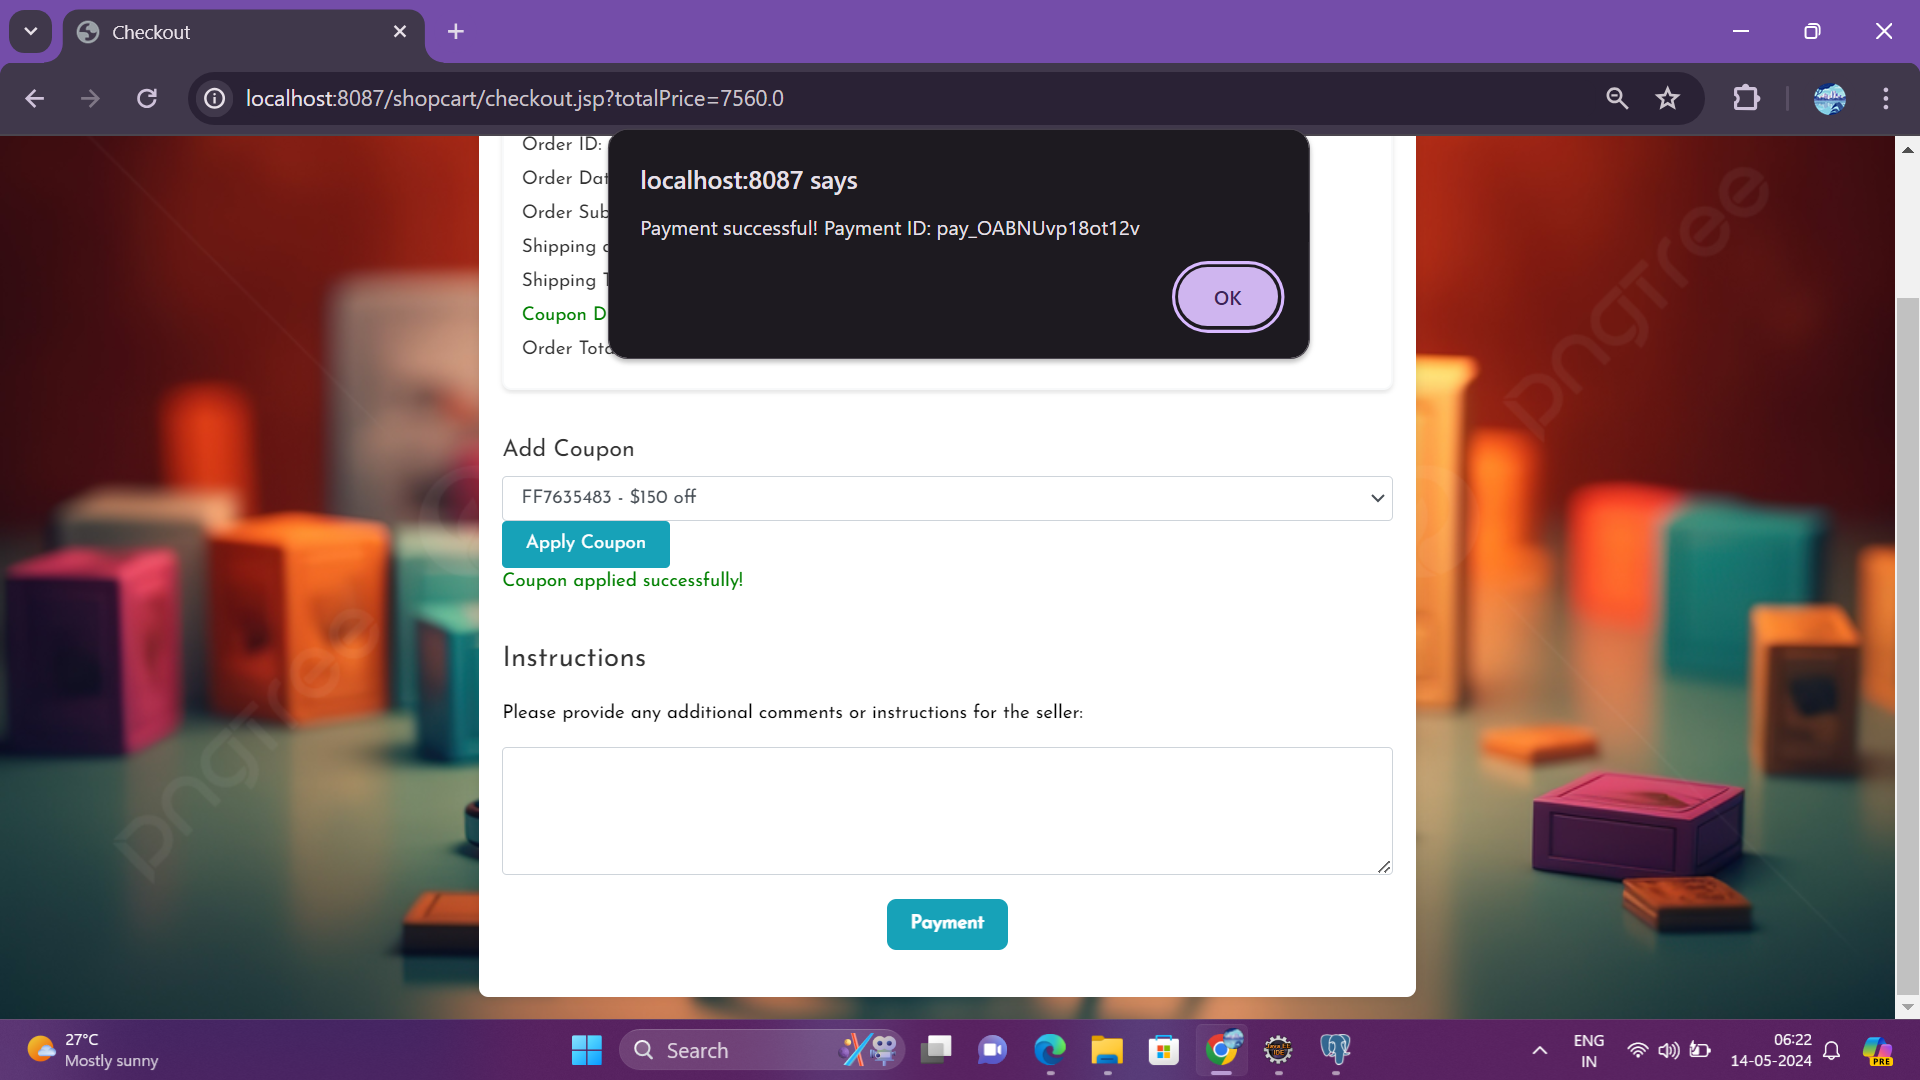 Checkout
localhost:8087/shopcart/checkout.jsp?totalPrice=7560.0
localhost:8087 says
Payment successful! Payment ID: pay_OABNUvp18ot12v
OK
Order ID:
Order Dat
Order Sub
Shipping
Shipping T
Coupon D
Order Tota
Add Coupon
FF7635483 - $150 off
Apply Coupon
Coupon applied successfully!
Instructions
Please provide any additional comments or instructions for the seller:
Payment
pngtree
pngtree
27°C
Mostly sunny
Search
ENG
IN
06:22
14-05-2024
PRE